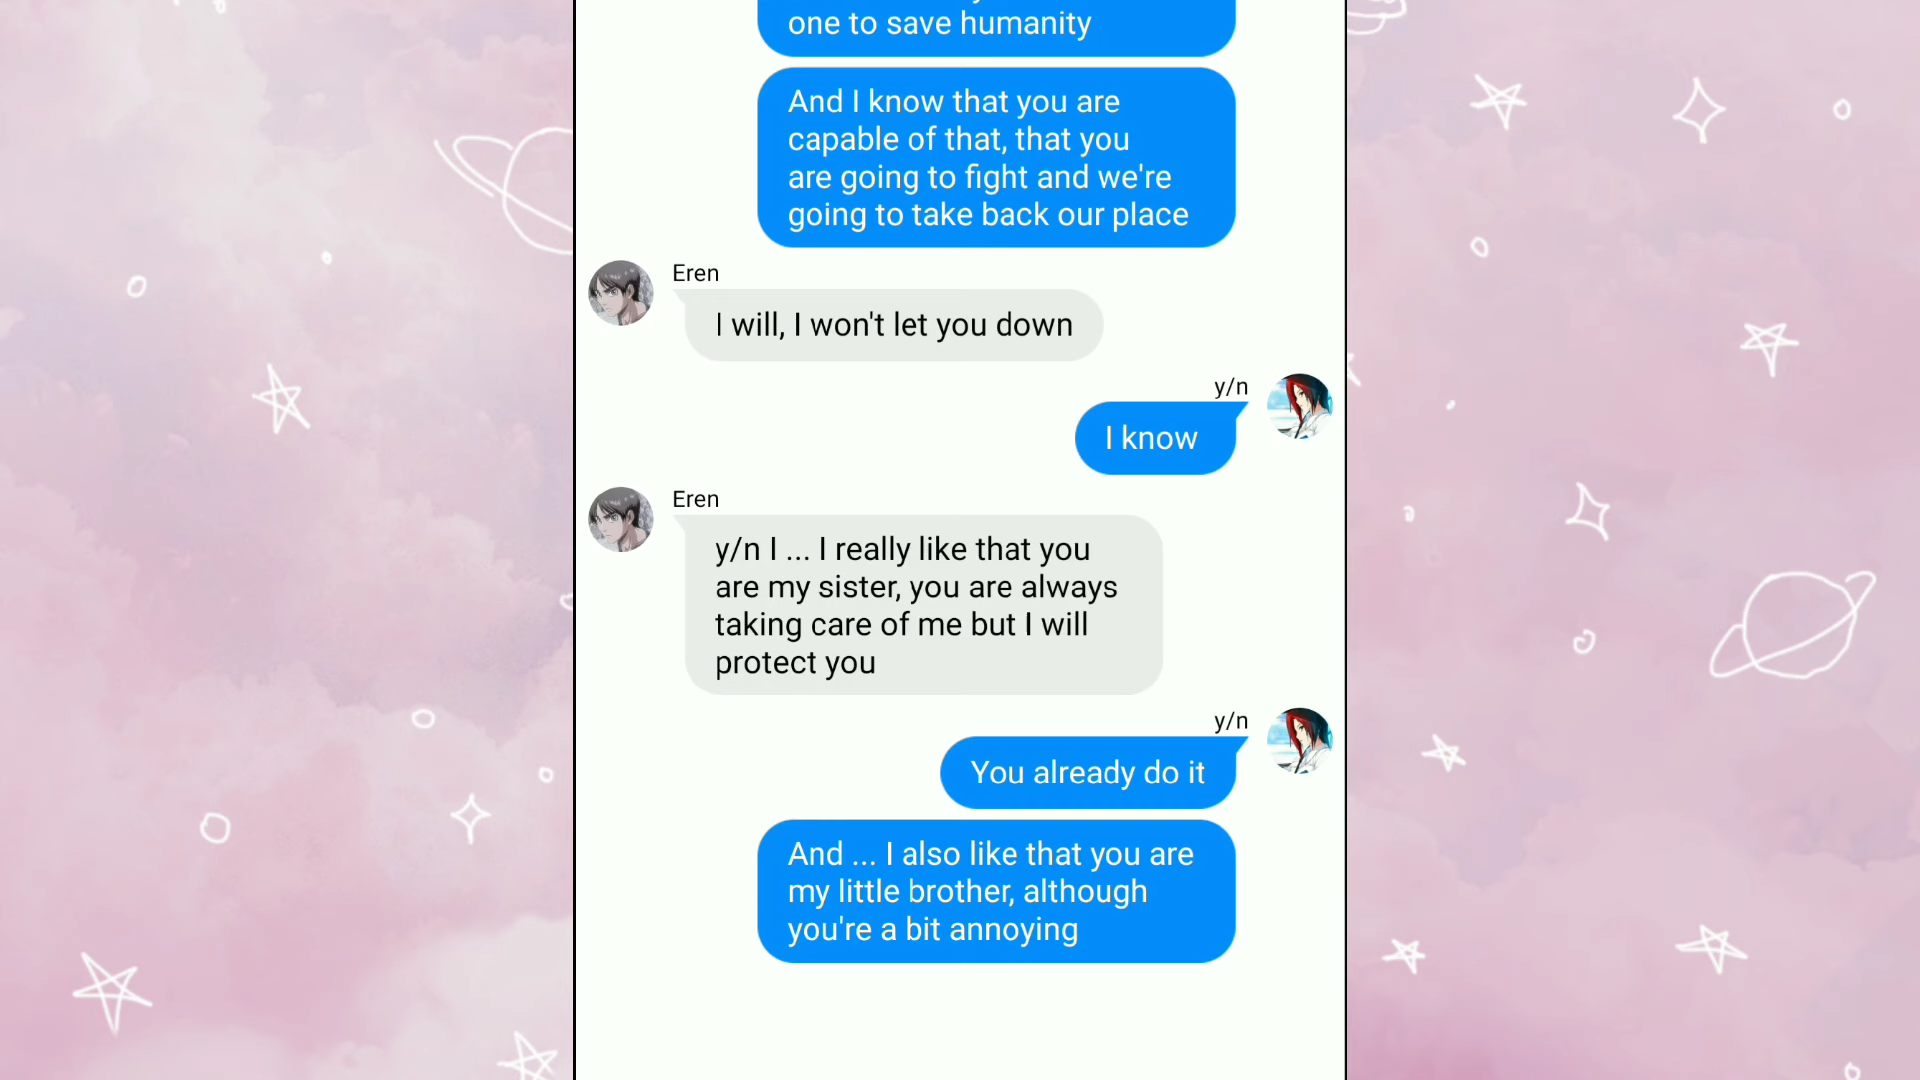 one to save humanity
And I know that you are
capable of that, that you
are going to fight and we're
going to take back our place
Eren
I will, I won't let you down
y/n
I know
Eren
y/n I ... I really like that you
are my sister, you are always
taking care of me but I will
protect you
y/n
You already do it
And ... I also like that you are
my little brother, although
you're a bit annoying